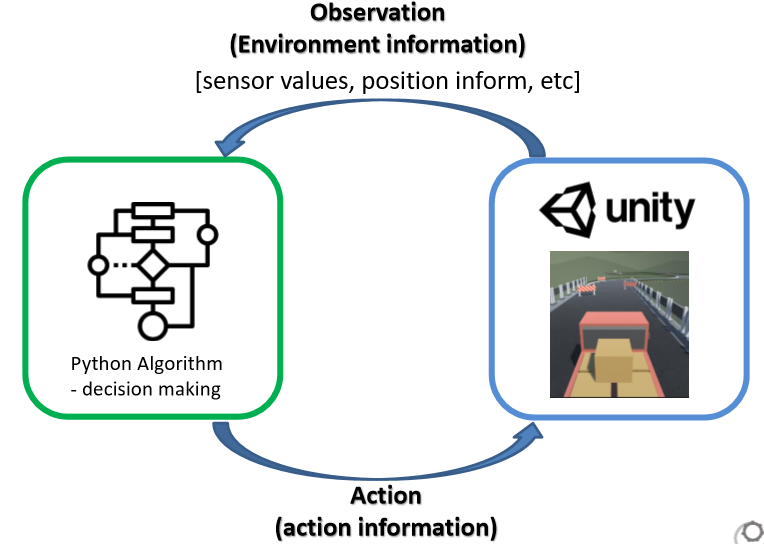 Observation
(Environment information)
[sensor values, position inform, etc]
unity
Python Algorithm
- decision making
Action
(action information)